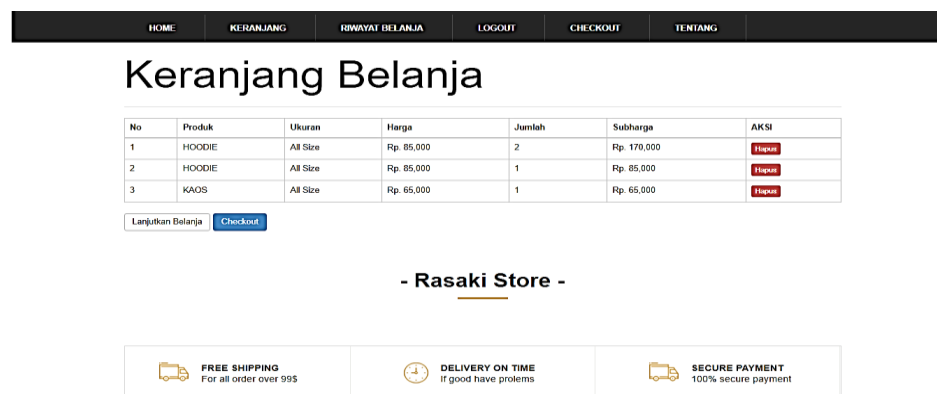 HOME KERANJANG RIWAYAT BELANJA LOGOUT CHECKOUT TENTANG
Keranjang Belanja
No Produk Ukuran Harga Jumlah Subharga AKSI
1 HOODIE All Size Rp. 85,000 2 Rp. 170,000 Hapus
2 HOODIE All Size Rp. 85,000 1 Rp. 85,000 Hapus
3 KAOS All Size Rp. 65,000 1 Rp. 65,000 Hapus
Lanjutkan Belanja Checkout
- Rasaki Store -
FREE SHIPPING DELIVERY ON TIME SECURE PAYMENT
For all order over 99$ If good have prolems 100% secure payment